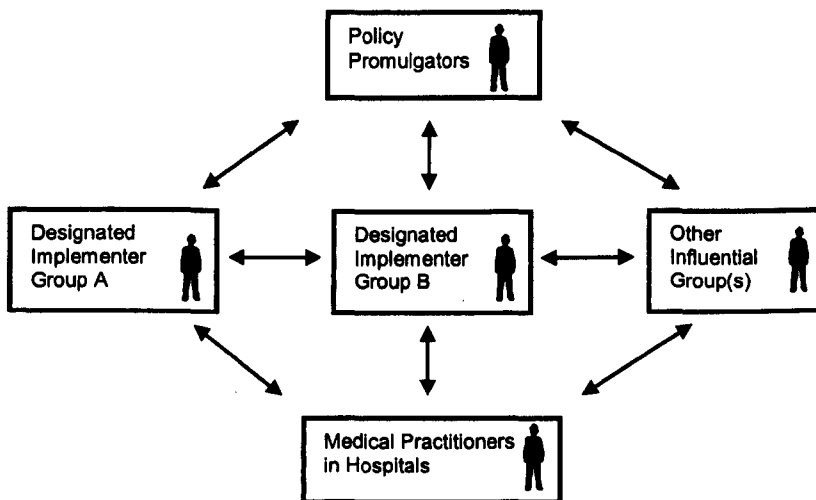 Policy
Promulgators
Designated
Implementer
Group A
Designated
Implementer
Group B
Other
Influential
Group(s)
Medical Practitioners
in Hospitals